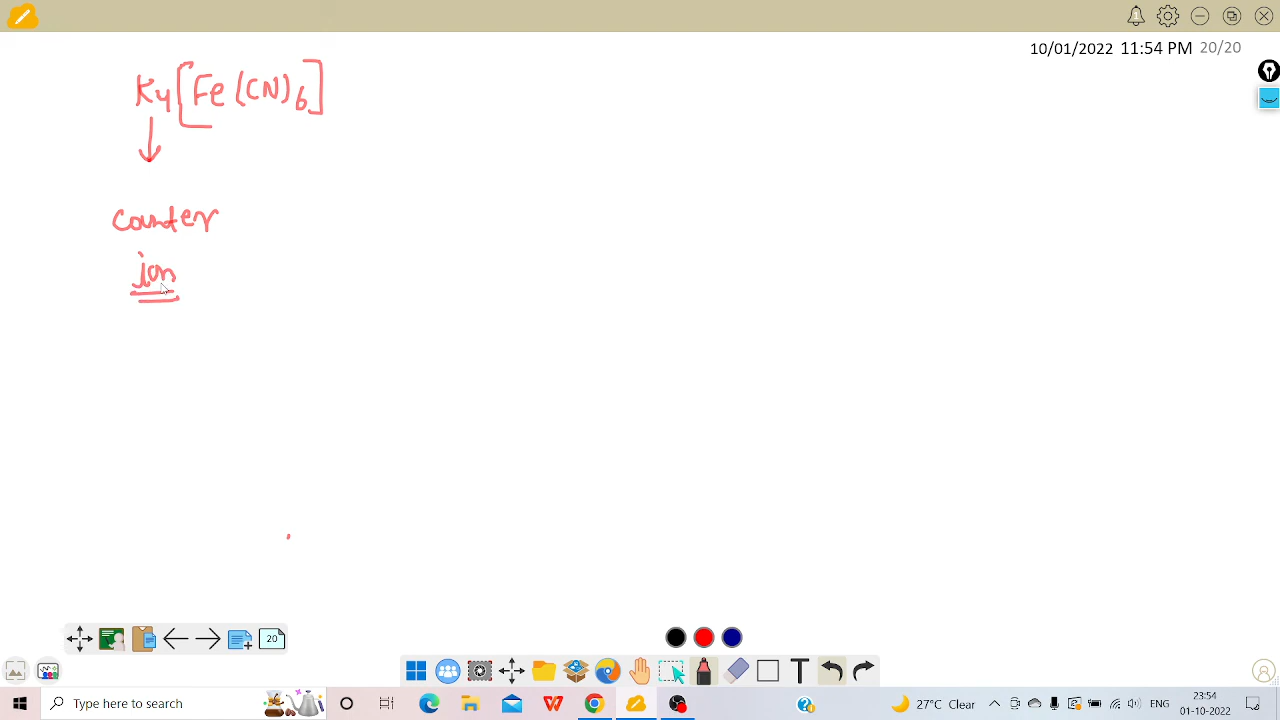 10/01/2022 11:54 PM 20/20
K4[Fe(CN)6]
counter
ion
20
T
Type here to search
27°C Clear
ENG
23:54
01-10-2022